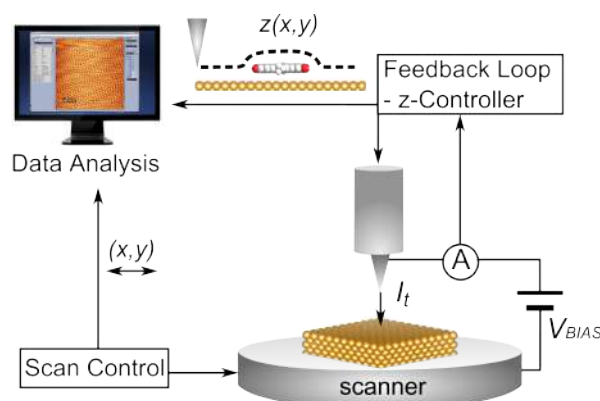 z(x,y)
Feedback Loop
- z-Controller
Data Analysis
(x,y)
A
I_t
V_BIAS
Scan Control
scanner